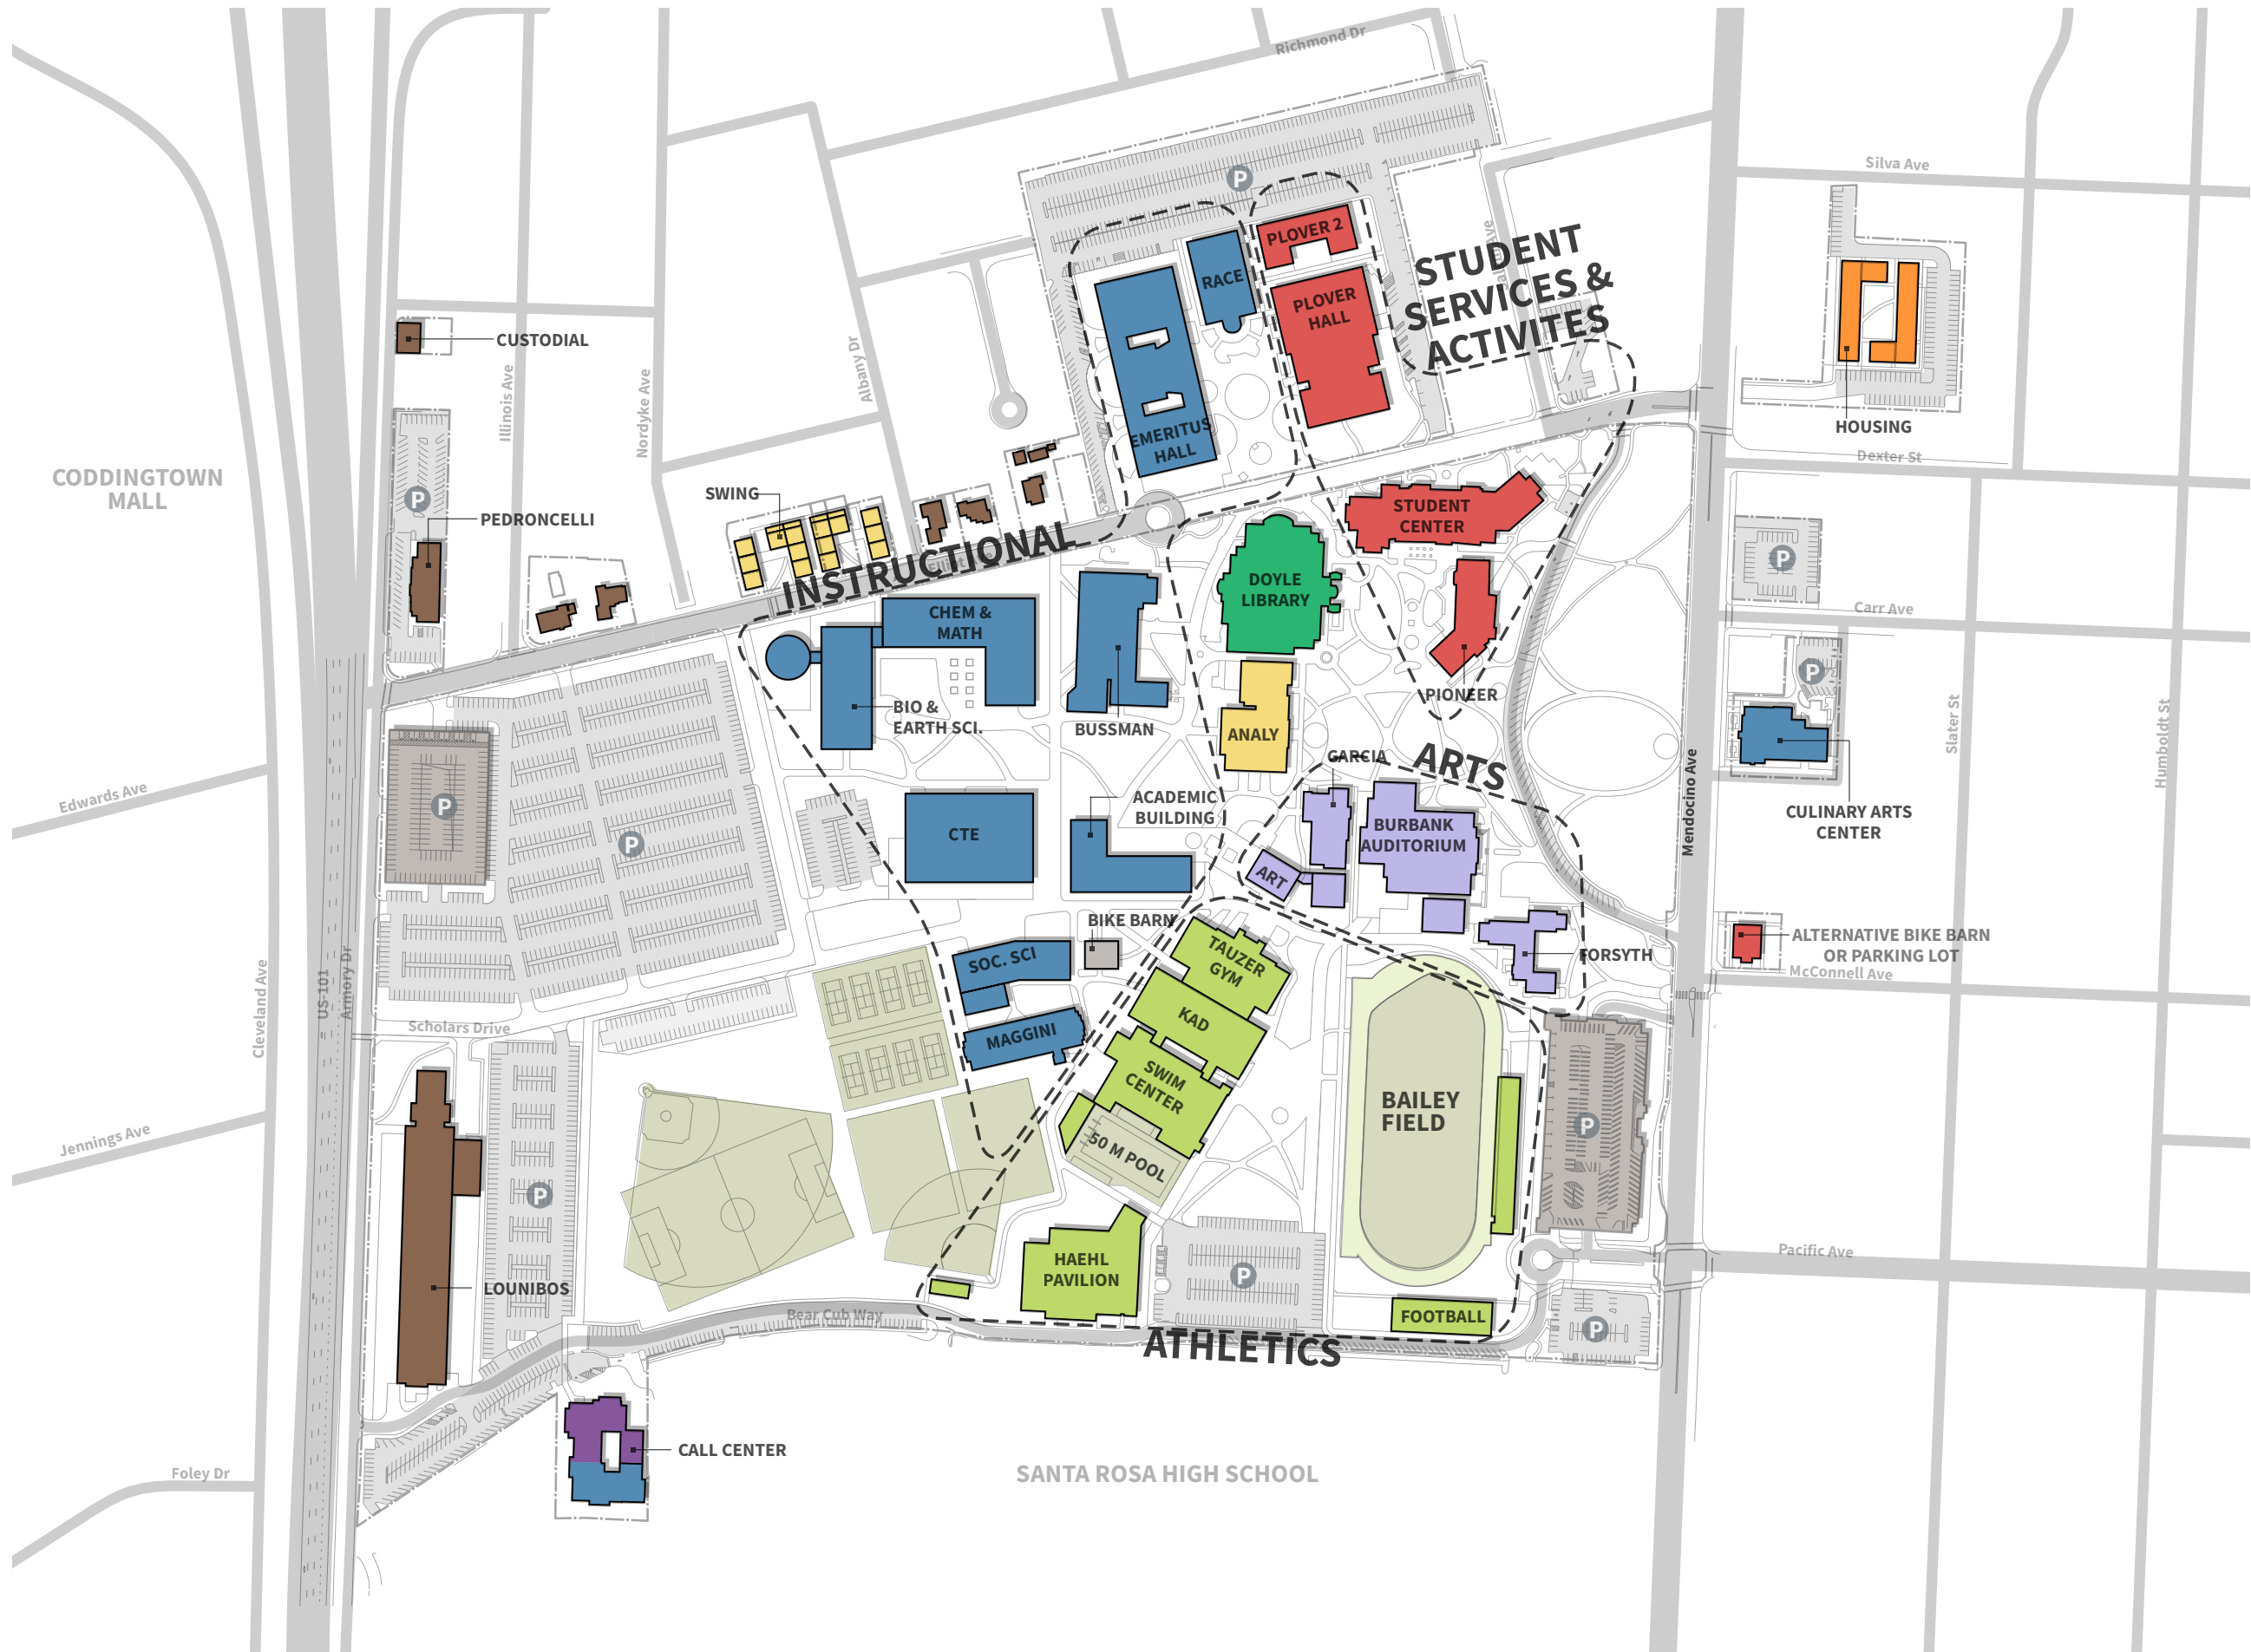 Richmond Dr
Silva Ave
P
PLOVER 2
RACE
PLOVER
HALL
STUDENT
SERVICES &
ACTIVITES
CUSTODIAL
Illinois Ave
Nordyke Ave
Albany Dr
EMERITUS
HALL
HOUSING
Dexter St
CODDINGTOWN
MALL
P
PEDRONCELLI
SWING
INSTRUCTIONAL
STUDENT
CENTER
P
DOYLE
LIBRARY
Carr Ave
CHEM &
MATH
BIO &
EARTH SCI.
BUSSMAN
PIONEER
P
ANALY
GARCIA
ARTS
Slater St
Humboldt St
Mendocino Ave
Edwards Ave
P
P
CTE
ACADEMIC
BUILDING
BURBANK
AUDITORIUM
ART
CULINARY ARTS
CENTER
BIKE BARN
FORSYTH
ALTERNATIVE BIKE BARN
OR PARKING LOT
McConnell Ave
TAUZER
GYM
SOC. SCI
KAD
MAGGINI
Cleveland Ave
US-101
Armory Dr
Scholars Drive
SWIM
CENTER
50 M POOL
BAILEY
FIELD
P
Jennings Ave
P
HAEHL
PAVILION
P
Pacific Ave
LOUNIBOS
Bear Cub Way
FOOTBALL
P
ATHLETICS
CALL CENTER
Foley Dr
SANTA ROSA HIGH SCHOOL